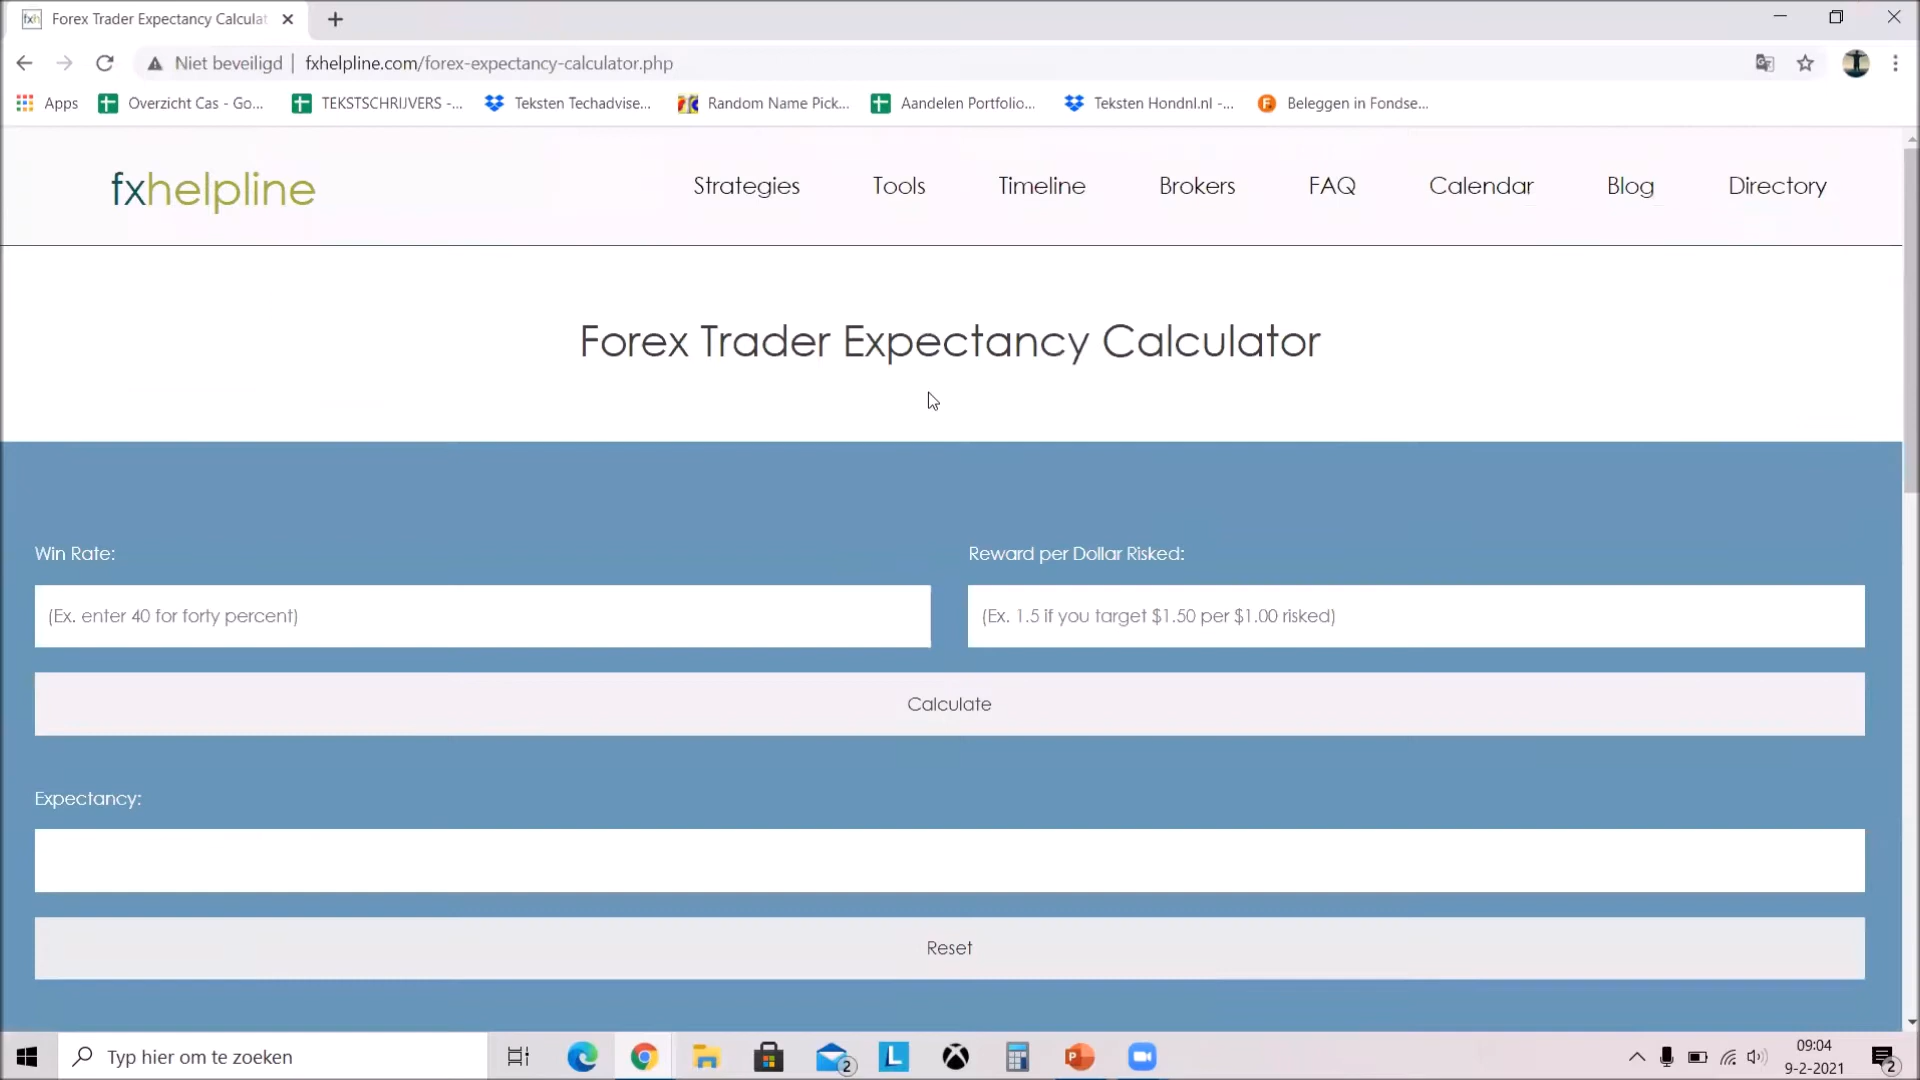 Forex Trader Expectancy Calculat
Niet beveiligd | fxhelpline.com/forex-expectancy-calculator.php
Apps Overzicht Cas - Go... TEKSTSCHRIJVERS -... Teksten Techadvise... Random Name Pick... Aandelen Portfolio... Teksten Hondnl.nl -... Beleggen in Fondse...
fxhelpline Strategies Tools Timeline Brokers FAQ Calendar Blog Directory
Forex Trader Expectancy Calculator
Win Rate: Reward per Dollar Risked:
(Ex. enter 40 for forty percent) (Ex. 1.5 if you target $1.50 per $1.00 risked)
Calculate
Expectancy:
Reset
Typ hier om te zoeken 2 09:04
9-2-2021 2